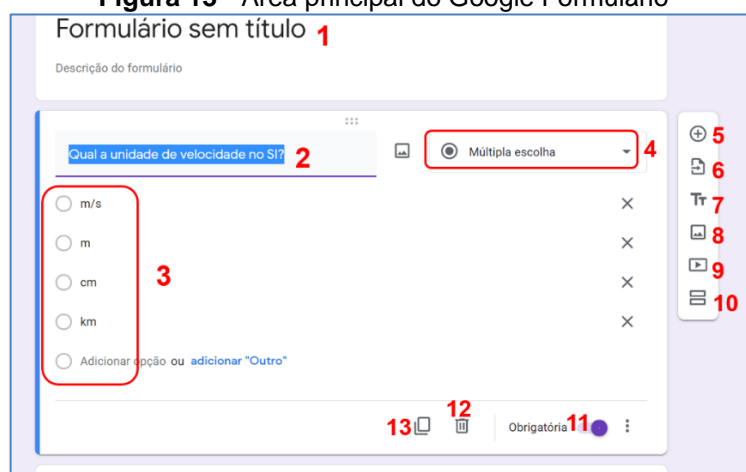 Figura 15 - Área principal do Google Formulário
Formulário sem título 1
Descrição do formulário
Qual a unidade de velocidade no SI? 2
Múltipla escolha 4
5
6
Tт 7
8
9
10
m/s
m
cm
3
km
Adicionar opção ou adicionar "Outro"
13
12
Obrigatória 11